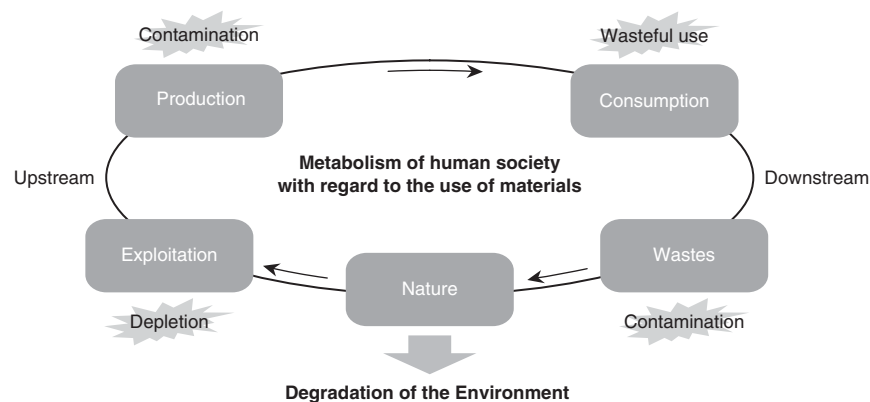 Contamination
Wasteful use
Production
Consumption
Metabolism of human society
with regard to the use of materials
Upstream
Downstream
Exploitation
Nature
Wastes
Depletion
Contamination
Degradation of the Environment